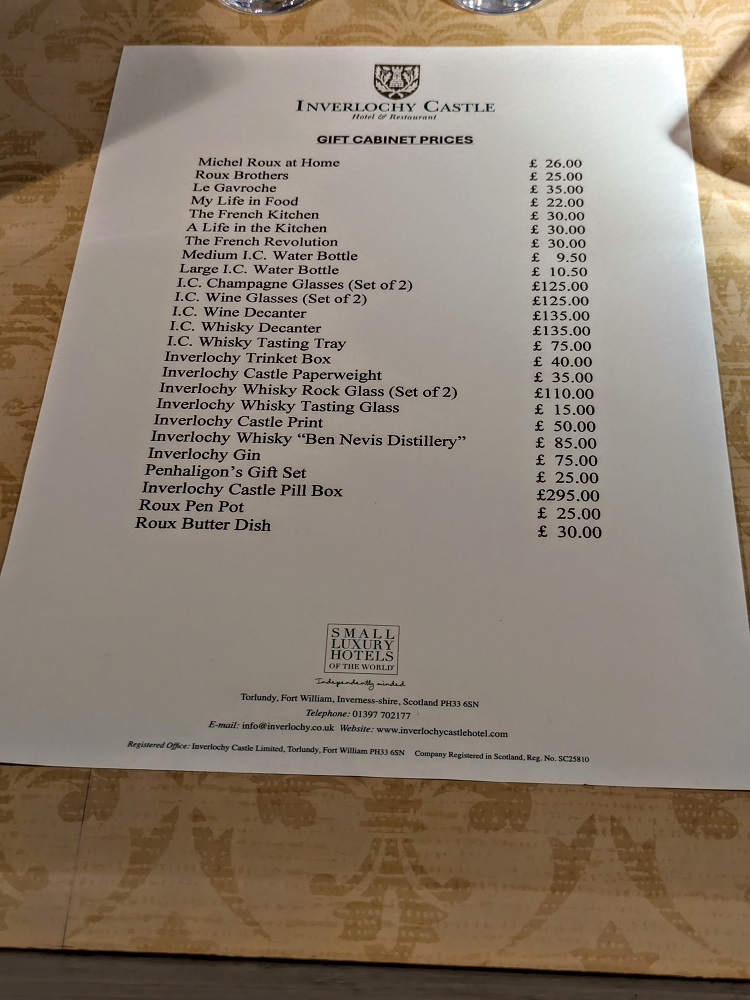 INVERLOCHY CASTLE
Hotel & Restaurant
GIFT CABINET PRICES
Michel Roux at Home £ 26.00
Roux Brothers £ 25.00
Le Gavroche £ 35.00
My Life in Food £ 22.00
The French Kitchen £ 30.00
A Life in the Kitchen £ 30.00
The French Revolution £ 30.00
Medium I.C. Water Bottle £ 9.50
Large I.C. Water Bottle £ 10.50
I.C. Champagne Glasses (Set of 2) £125.00
I.C. Wine Glasses (Set of 2) £125.00
I.C. Wine Decanter £135.00
I.C. Whisky Decanter £135.00
I.C. Whisky Tasting Tray £ 75.00
Inverlochy Trinket Box £ 40.00
Inverlochy Castle Paperweight £ 35.00
Inverlochy Whisky Rock Glass (Set of 2) £110.00
Inverlochy Whisky Tasting Glass £ 15.00
Inverlochy Castle Print £ 50.00
Inverlochy Whisky “Ben Nevis Distillery” £ 85.00
Inverlochy Gin £ 75.00
Penhaligon’s Gift Set £ 25.00
Inverlochy Castle Pill Box £295.00
Roux Pen Pot £ 25.00
Roux Butter Dish £ 30.00
SMALL
LUXURY
HOTELS
OF THE WORLD
Independently minded
Torlundy, Fort William, Inverness-shire, Scotland PH33 6SN
Telephone: 01397 702177
E-mail: info@inverlochy.co.uk Website: www.inverlochycastlehotel.com
Registered Office: Inverlochy Castle Limited, Torlundy, Fort William PH33 6SN Company Registered in Scotland, Reg. No. SC25810